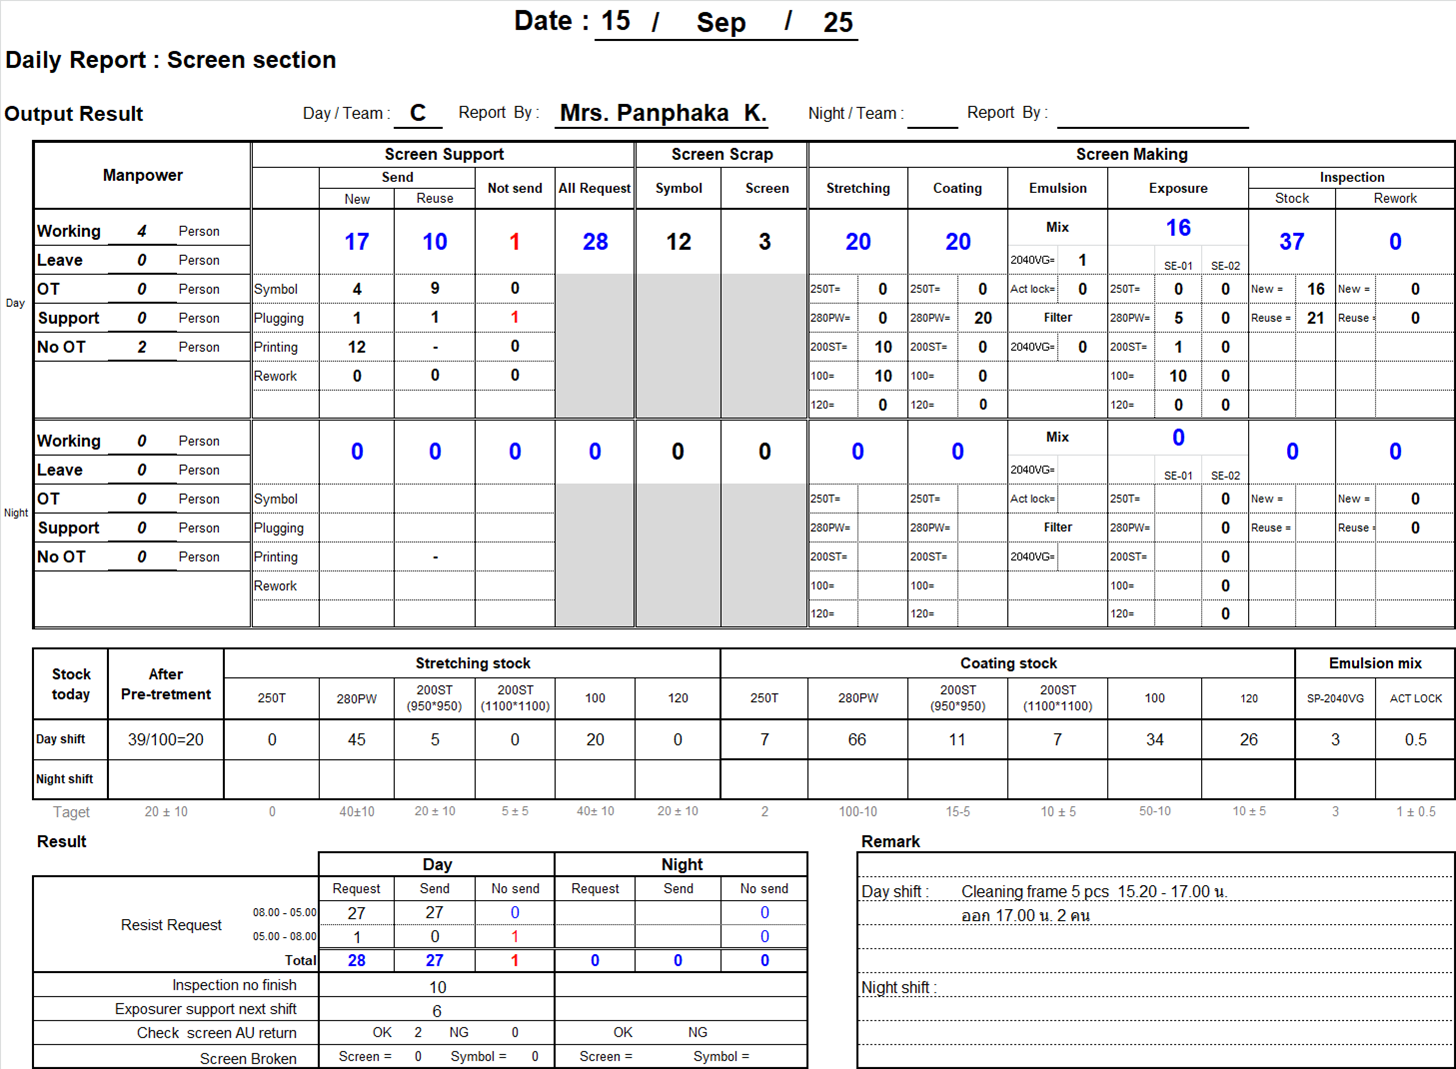 Date : 15 / Sep / 25
Daily Report : Screen section
Output Result Day / Team : C Report By : Mrs. Panphaka K. Night / Team : Report By :
Manpower Screen Support Screen Scrap Screen Making
Send Not send All Request Symbol Screen Stretching Coating Emulsion Exposure Inspection
New Reuse Stock Rework
Day
Working 4 Person 17 10 1 28 12 3 20 20 Mix 16 37 0
Leave 0 Person 2040VG= 1 SE-01 SE-02
OT 0 Person Symbol 4 9 0 250T= 0 250T= 0 Act lock= 0 250T= 0 0 New = 16 New = 0
Support 0 Person Plugging 1 1 1 280PW= 0 280PW= 20 Filter 280PW= 5 0 Reuse = 21 Reuse = 0
No OT 2 Person Printing 12 - 0 200ST= 10 200ST= 0 2040VG= 0 200ST= 1 0
Rework 0 0 0 100= 10 100= 0 100= 10 0
120= 0 120= 0 120= 0 0
Night
Working 0 Person 0 0 0 0 0 0 0 0 Mix 0 0 0
Leave 0 Person 2040VG= SE-01 SE-02
OT 0 Person Symbol 250T= 250T= Act lock= 250T= 0 New = New = 0
Support 0 Person Plugging 280PW= 280PW= Filter 280PW= 0 Reuse = Reuse = 0
No OT 0 Person Printing - 200ST= 200ST= 2040VG= 200ST= 0
Rework 100= 100= 100= 0
120= 120= 120= 0
Stock today After Pre-tretment Stretching stock Coating stock Emulsion mix
250T 280PW 200ST (950*950) 200ST (1100*1100) 100 120 250T 280PW 200ST (950*950) 200ST (1100*1100) 100 120 SP-2040VG ACT LOCK
Day shift 39/100=20 0 45 5 0 20 0 7 66 11 7 34 26 3 0.5
Night shift
Taget 20 ± 10 0 40±10 20 ± 10 5 ± 5 40± 10 20 ± 10 2 100-10 15-5 10 ± 5 50-10 10 ± 5 3 1 ± 0.5
Result Remark
Day Night
Request Send No send Request Send No send
Resist Request
08.00 - 05.00 27 27 0 0
05.00 - 08.00 1 0 1 0
Total 28 27 1 0 0 0
Inspection no finish 10
Exposurer support next shift 6
Check screen AU return OK 2 NG 0 OK NG
Screen Broken Screen = 0 Symbol = 0 Screen = Symbol =
Day shift : Cleaning frame 5 pcs 15.20 - 17.00 น.
ออก 17.00 น. 2 คน
Night shift :